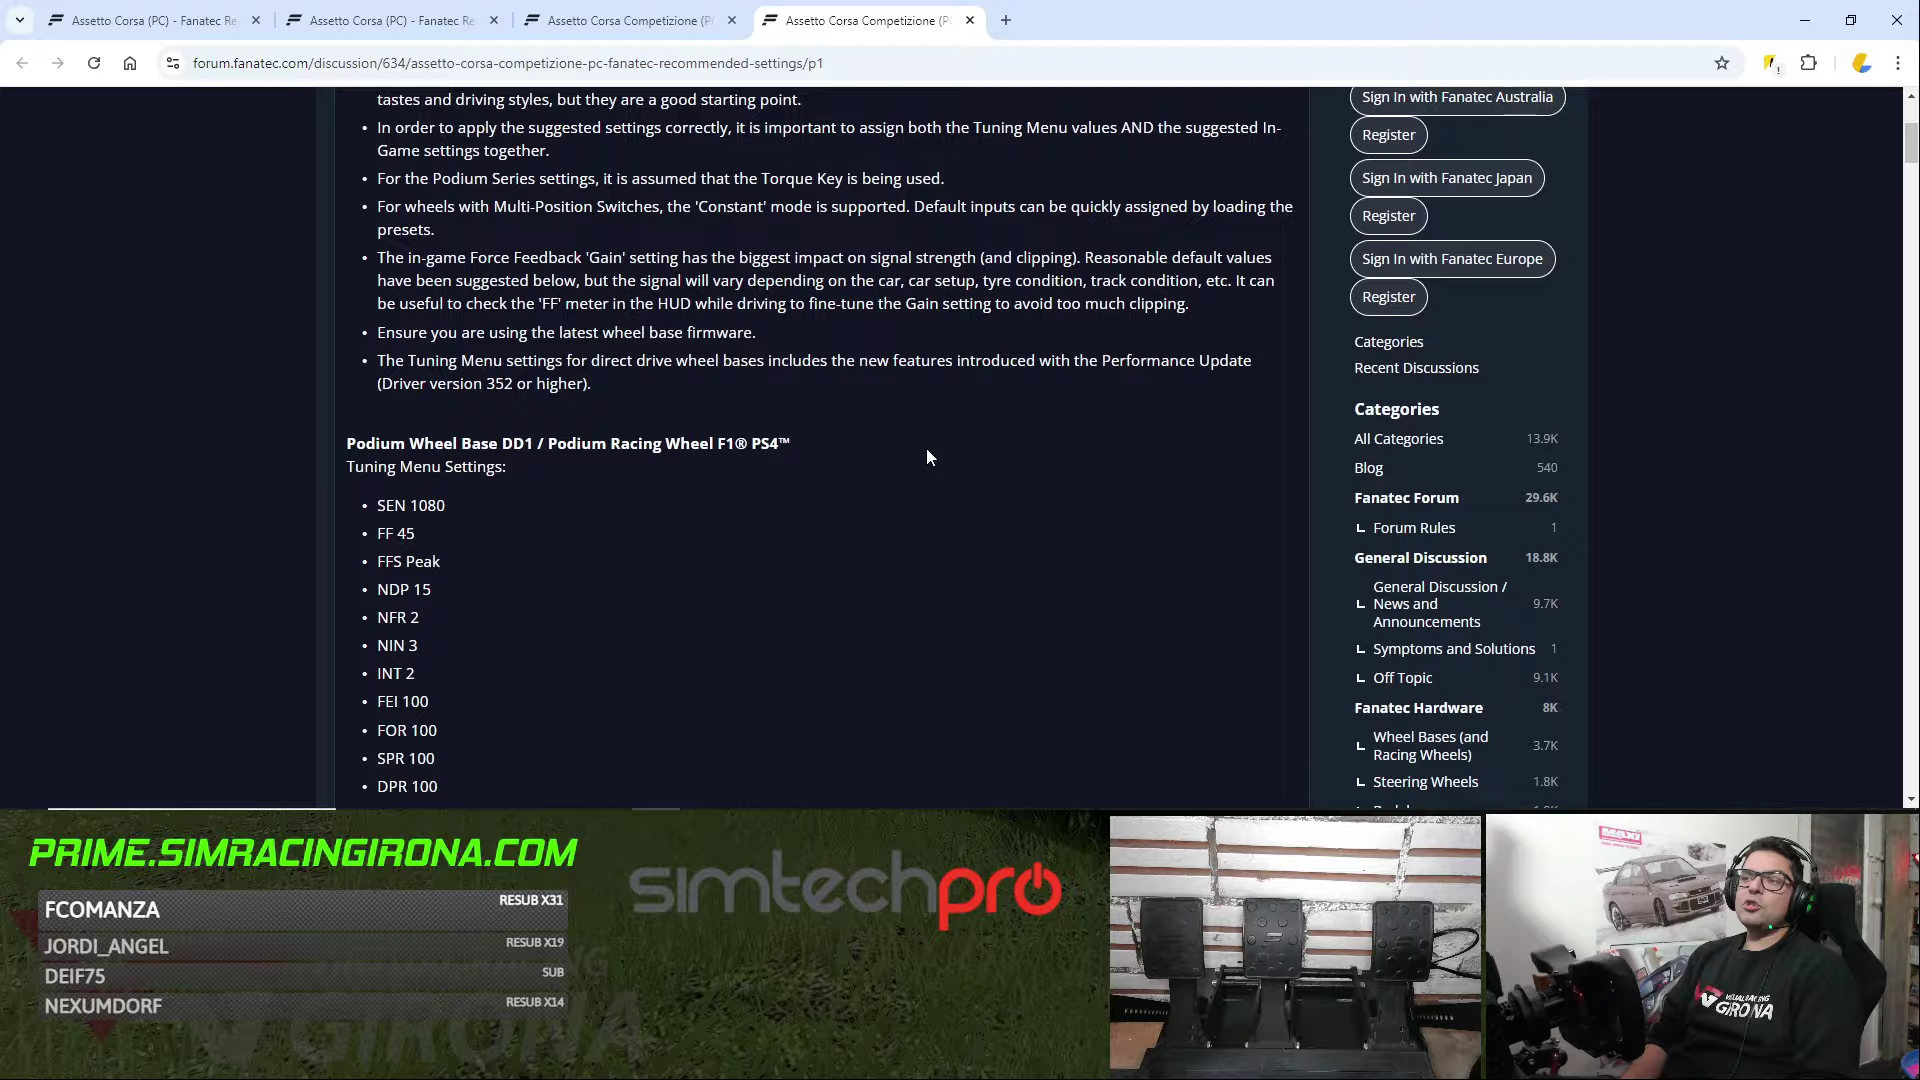 Assetto Corsa (PC) - Fanatec Re
Assetto Corsa (PC) - Fanatec Re
Assetto Corsa Competizione (P
Assetto Corsa Competizione (P
forum.fanatec.com/discussion/634/assetto-corsa-competizione-pc-fanatec-recommended-settings/p1
tastes and driving styles, but they are a good starting point.
• In order to apply the suggested settings correctly, it is important to assign both the Tuning Menu values AND the suggested In-
Game settings together.
• For the Podium Series settings, it is assumed that the Torque Key is being used.
• For wheels with Multi-Position Switches, the 'Constant' mode is supported. Default inputs can be quickly assigned by loading the
presets.
• The in-game Force Feedback 'Gain' setting has the biggest impact on signal strength (and clipping). Reasonable default values
have been suggested below, but the signal will vary depending on the car, car setup, tyre condition, track condition, etc. It can
be useful to check the 'FF' meter in the HUD while driving to fine-tune the Gain setting to avoid too much clipping.
• Ensure you are using the latest wheel base firmware.
• The Tuning Menu settings for direct drive wheel bases includes the new features introduced with the Performance Update
(Driver version 352 or higher).
Podium Wheel Base DD1 / Podium Racing Wheel F1® PS4™
Tuning Menu Settings:
• SEN 1080
• FF 45
• FFS Peak
• NDP 15
• NFR 2
• NIN 3
• INT 2
• FEI 100
• FOR 100
• SPR 100
• DPR 100
Sign In with Fanatec Australia
Register
Sign In with Fanatec Japan
Register
Sign In with Fanatec Europe
Register
Categories
Recent Discussions
Categories
All Categories 13.9K
Blog 540
Fanatec Forum 29.6K
Forum Rules 1
General Discussion 18.8K
General Discussion /
News and 9.7K
Announcements
Symptoms and Solutions 1
Off Topic 9.1K
Fanatec Hardware 8K
Wheel Bases (and
Racing Wheels) 3.7K
Steering Wheels 1.8K
PRIME.SIMRACINGIRONA.COM
FCOMANZA RESUB X31
JORDI_ANGEL RESUB X19
DEIF75 SUB
NEXUMDORF RESUB X14
simtechpro
GIRONA